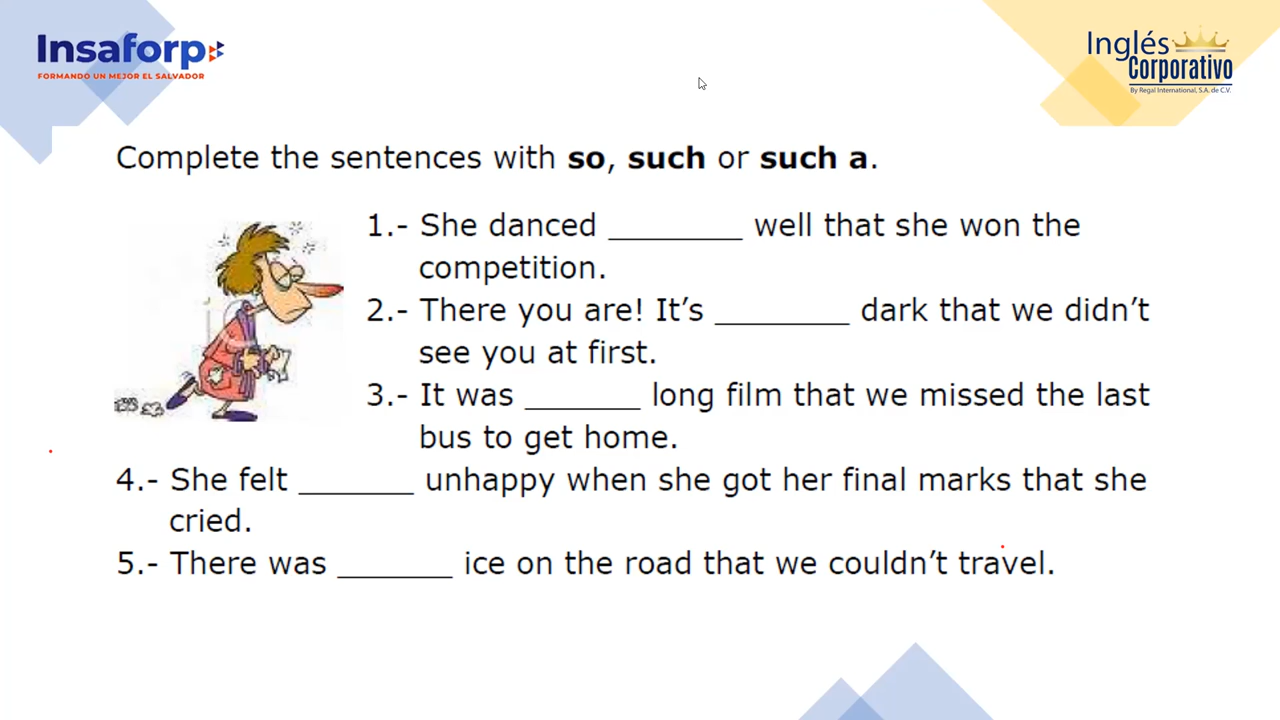 Insaforp
FORMANDO UN MEJOR EL SALVADOR
Inglés
Corporativo
By Regal International, S.A. de C.V.
Complete the sentences with so, such or such a.
1.- She danced ________ well that she won the
competition.
2.- There you are! It’s ________ dark that we didn’t
see you at first.
3.- It was _______ long film that we missed the last
bus to get home.
4.- She felt _______ unhappy when she got her final marks that she
cried.
5.- There was _______ ice on the road that we couldn’t travel.